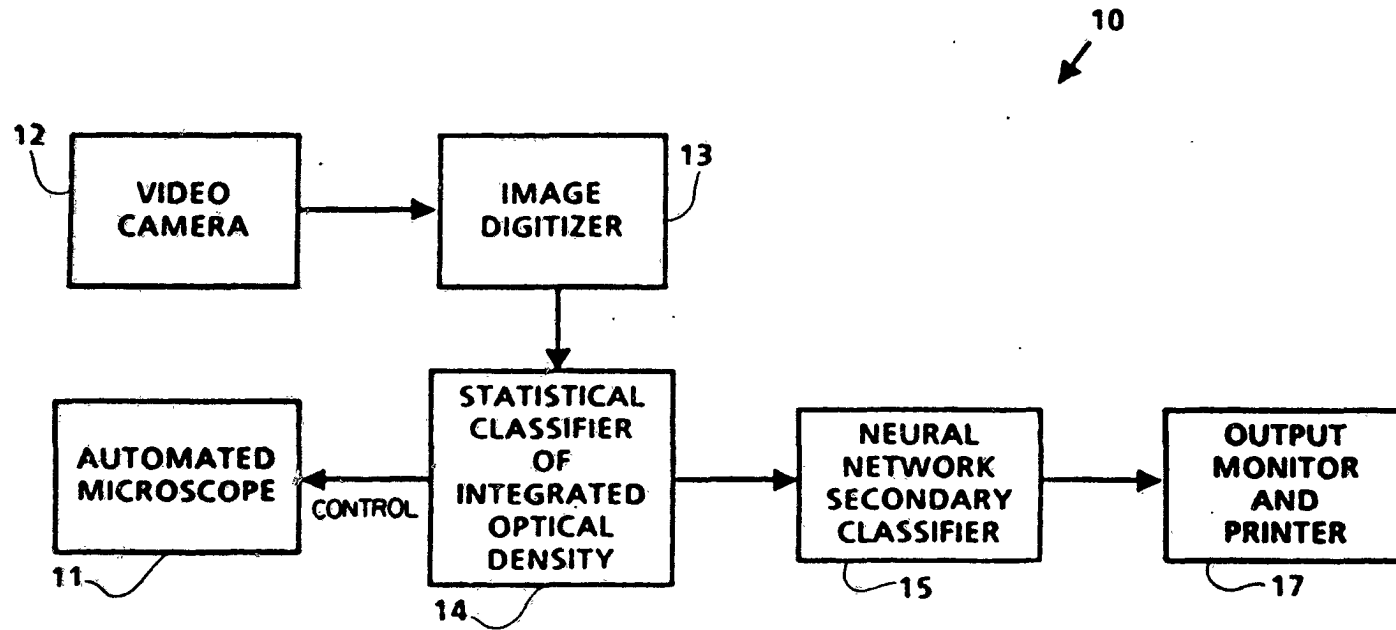 10
12
VIDEO
CAMERA
IMAGE
DIGITIZER
13
AUTOMATED
MICROSCOPE
11
CONTROL
STATISTICAL
CLASSIFIER
OF
INTEGRATED
OPTICAL
DENSITY
14
NEURAL
NETWORK
SECONDARY
CLASSIFIER
15
OUTPUT
MONITOR
AND
PRINTER
17